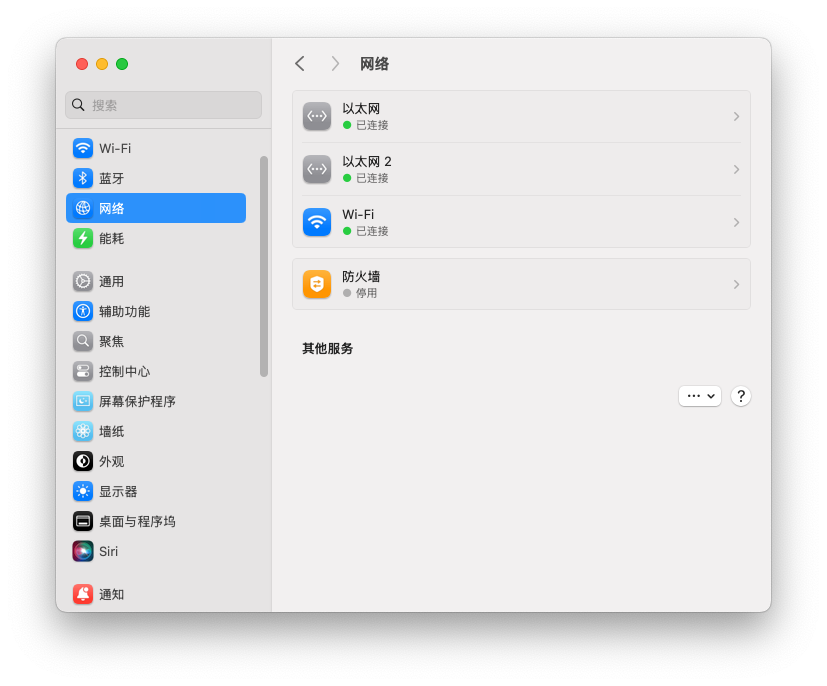 搜索
Wi-Fi
蓝牙
网络
能耗
通用
辅助功能
聚焦
控制中心
屏幕保护程序
墙纸
外观
显示器
桌面与程序坞
Siri
通知
网络
以太网
已连接
以太网 2
已连接
Wi-Fi
已连接
防火墙
停用
其他服务
?